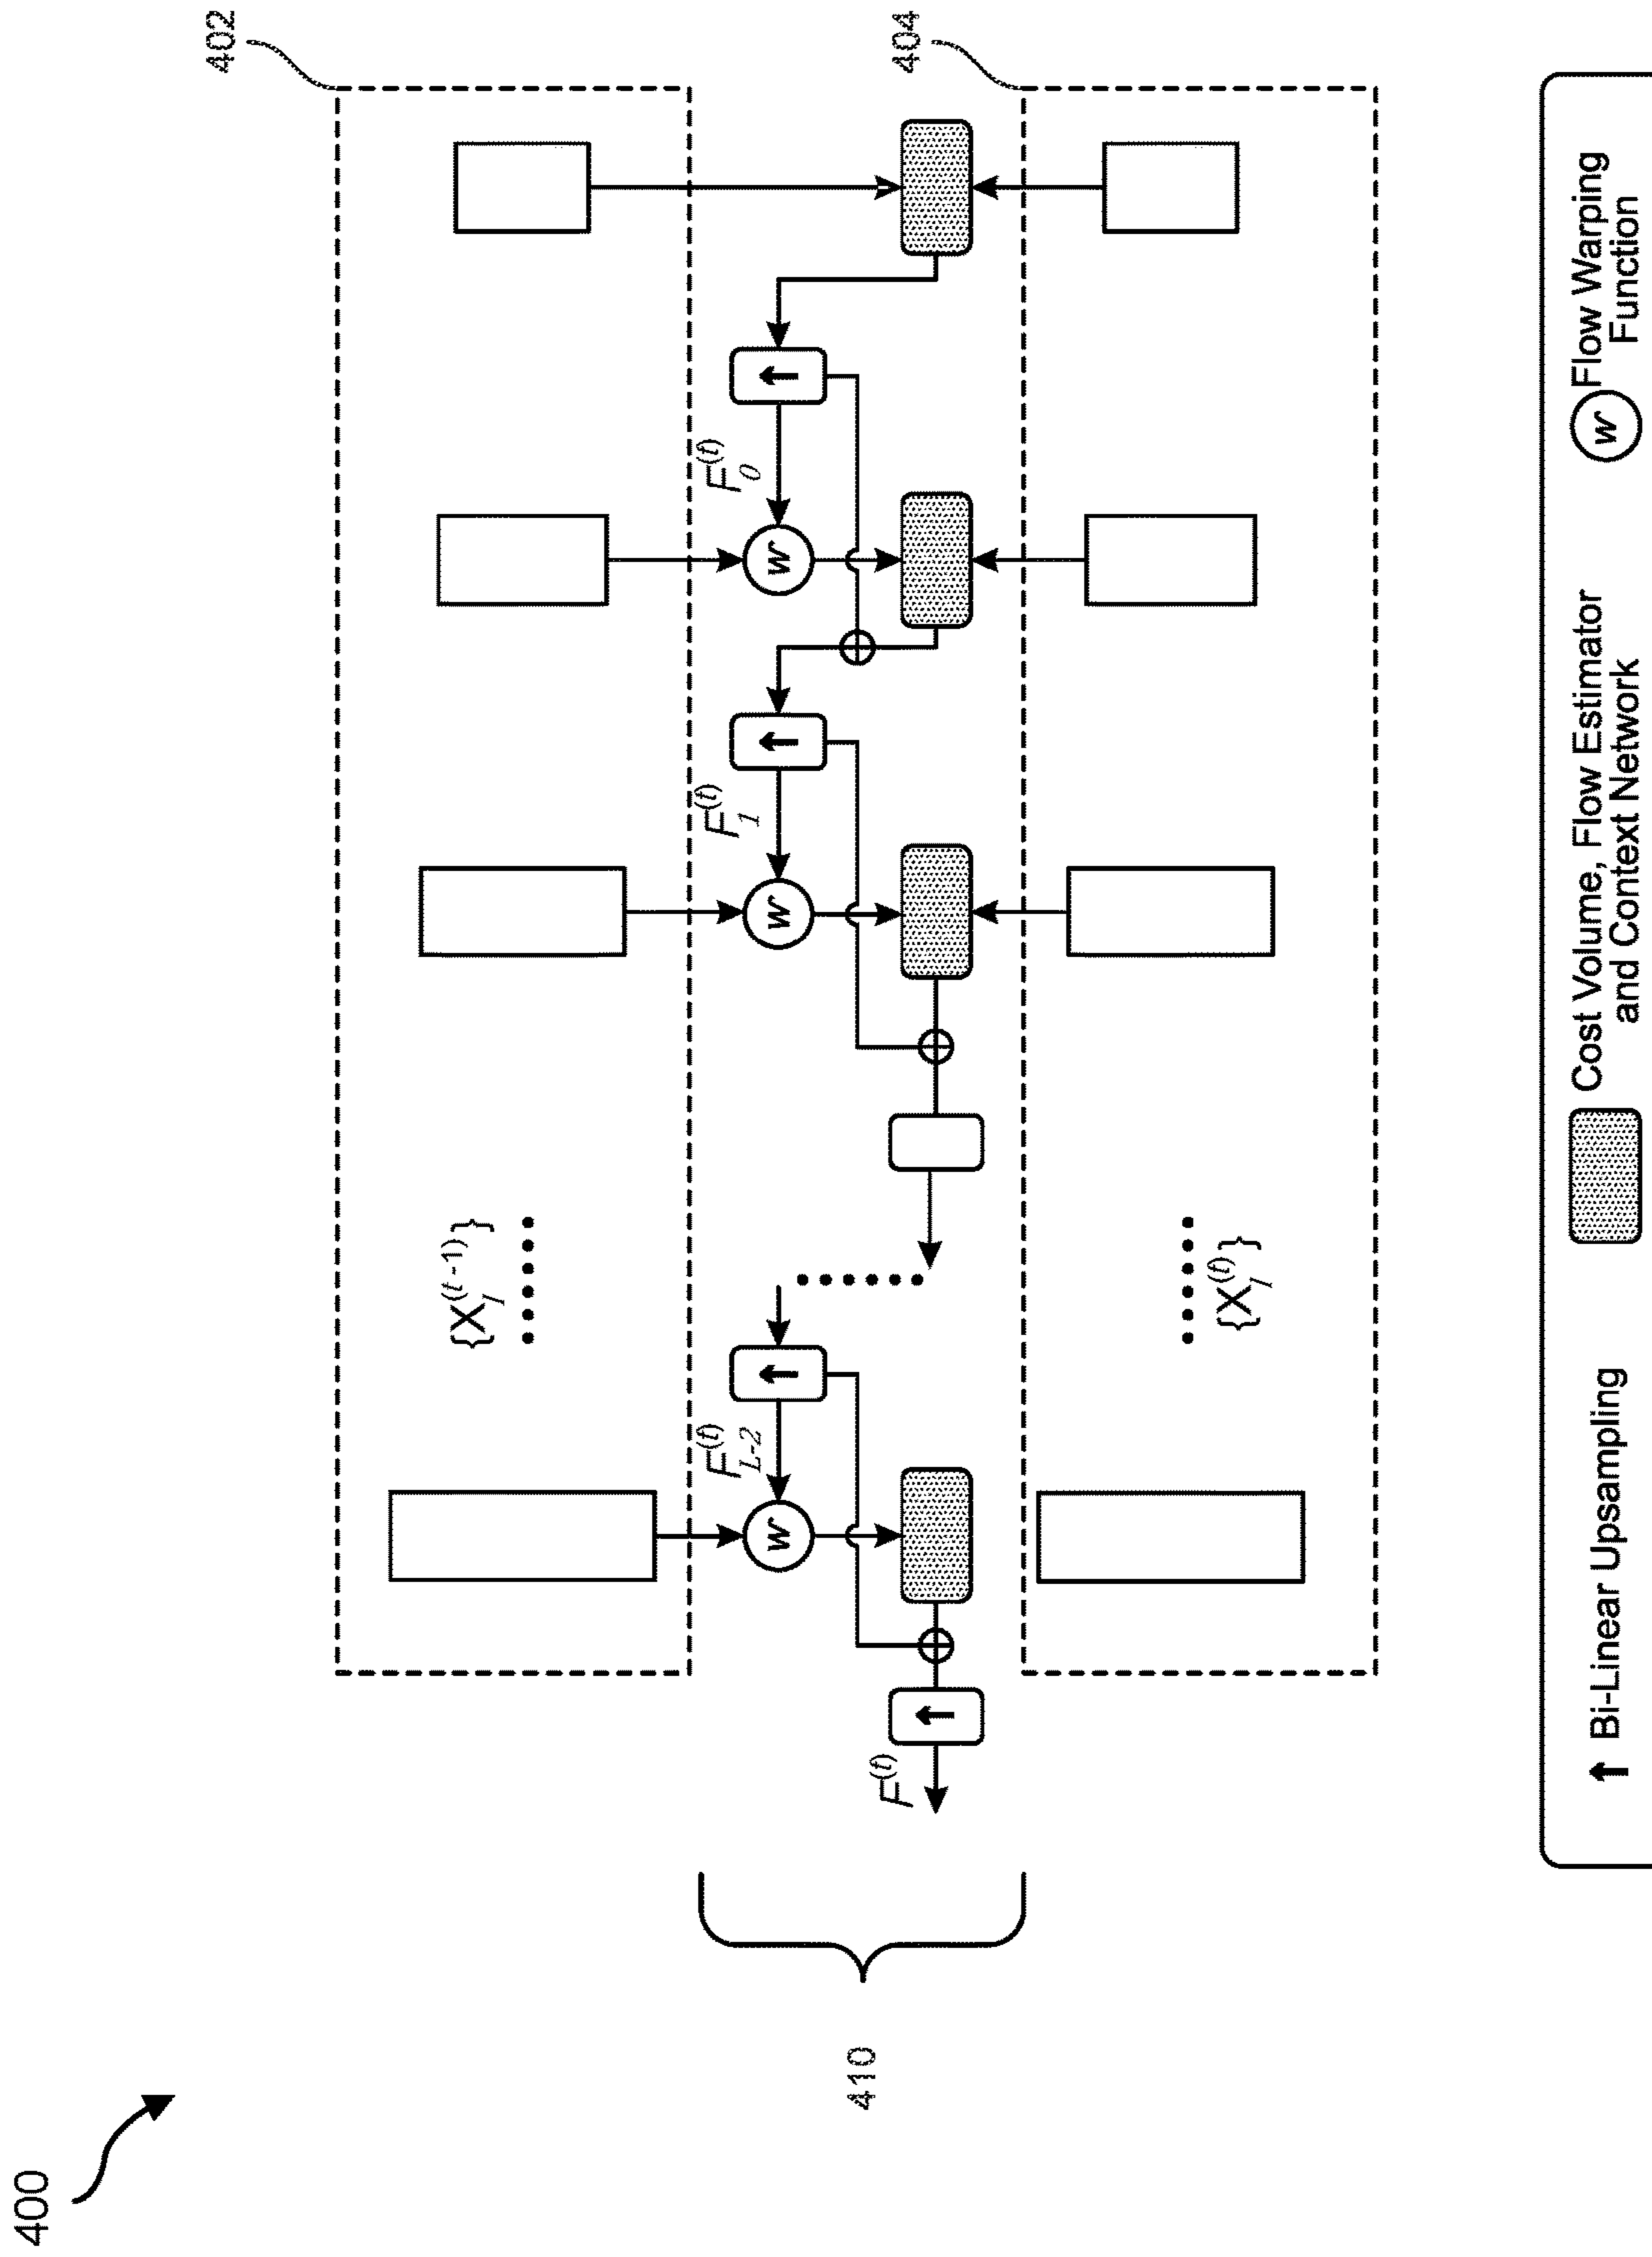 400
402
{X_l^(t-1)}
......
F_L-2^(t)
F_1^(t)
F_0^(t)
w
w
w
F^(t)
410
404
......
{X_l^(t)}
↑ Bi-Linear Upsampling
Cost Volume, Flow Estimator
and Context Network
w Flow Warping
Function